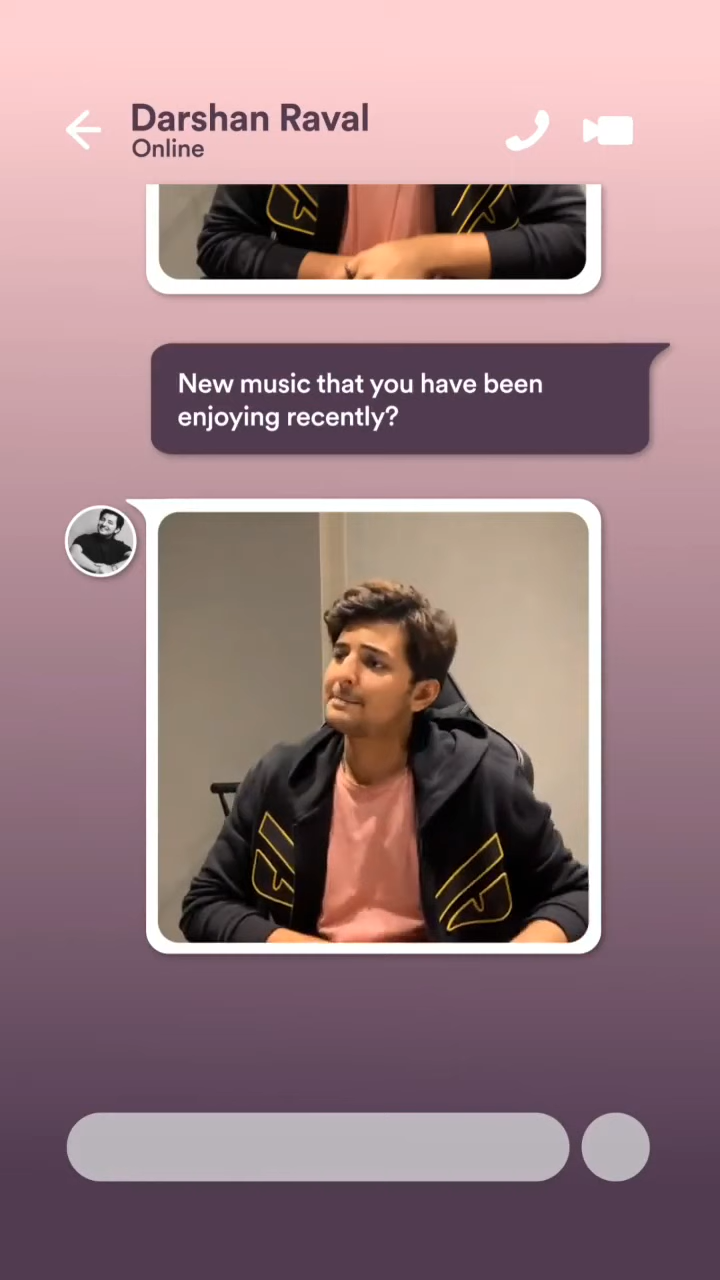 Darshan Raval
Online
New music that you have been
enjoying recently?